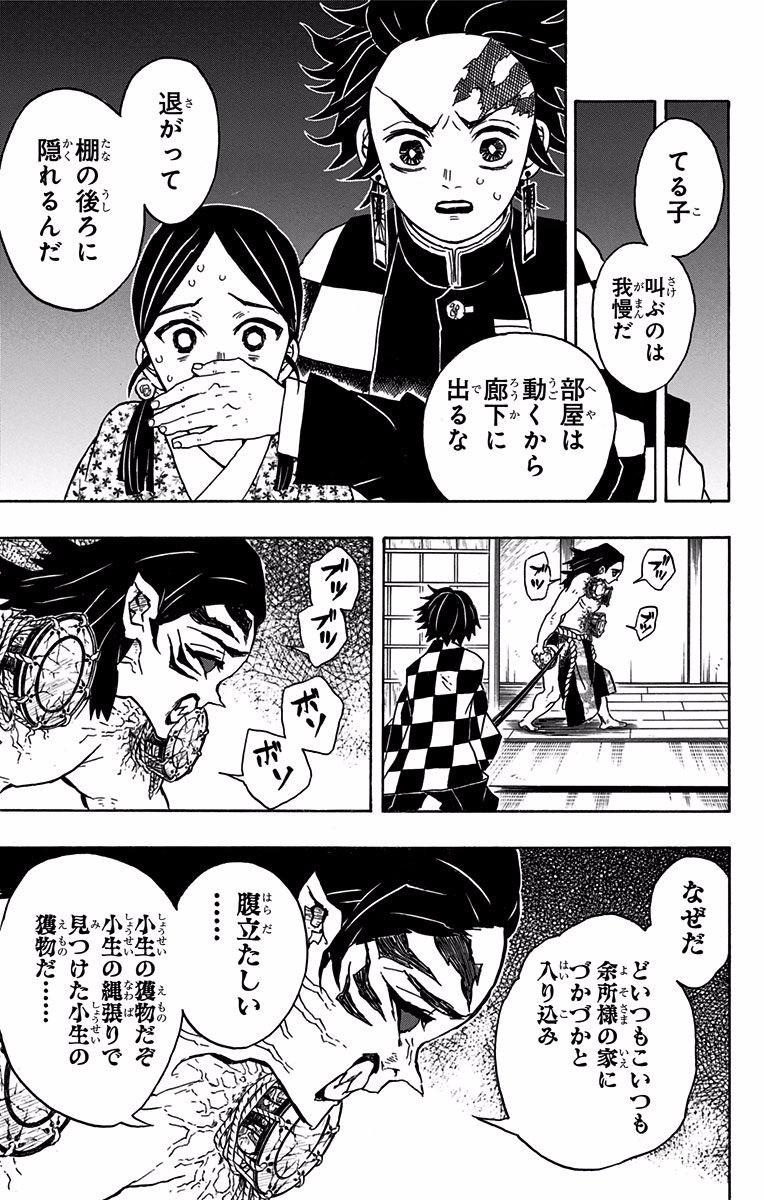 てる子
叫ぶのは
我慢だ
部屋は
動くから
廊下に
出るな
退がって
棚の後ろに
隠れるんだ
ブツ
ブツ
ブツ
ブツ
ボソ
ボソ
なぜだ
どいつもこいつも
余所様の家に
づかづかと
入り込み
腹立たしい
……
小生の獲物だぞ
小生の縄張りで
見つけた小生の
獲物だ……